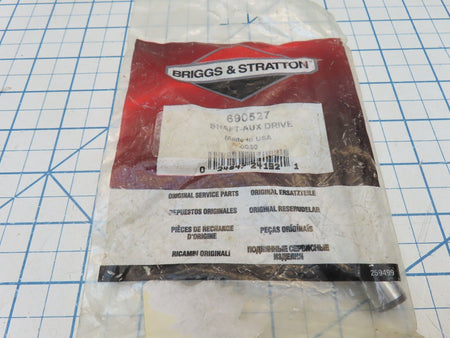 BRIGGS & STRATTON
690527
SHAFT-AUX DRIVE
Made in USA
ORIGINAL SERVICE PARTS
ORIGINAL ERSATZTEILE
REPUESTOS ORIGINALES
ORIGINAL RESERVDELAR
PIÈCES DE RECHANGE
D'ORIGINE
PEÇAS ORIGINAIS
RICAMBI ORIGINALI
ПОДЛИННЫЕ СЕРВИСНЫЕ
ИЗДЕЛИЯ
259499